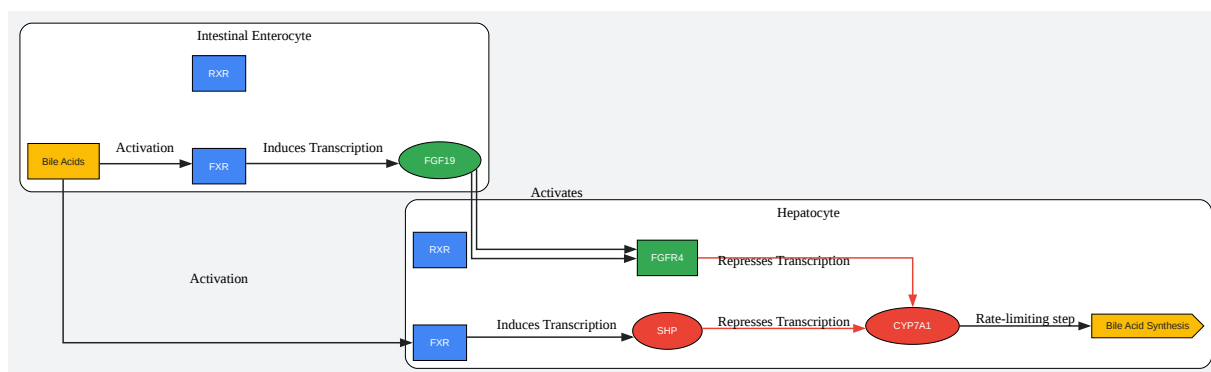 Intestinal Enterocyte
RXR
Bile Acids
Activation
FXR
Induces Transcription
FGF19
Activates
Hepatocyte
RXR
FGFR4
Represses Transcription
Activation
FXR
Induces Transcription
SHP
Represses Transcription
CYP7A1
Rate-limiting step
Bile Acid Synthesis